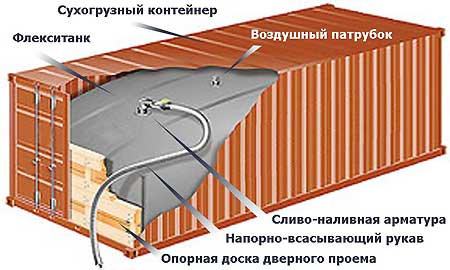 Сухогрузный контейнер
Флекситанк
Воздушный патрубок
Сливо-наливная арматура
Напорно-всасывающий рукав
Опорная доска дверного проема